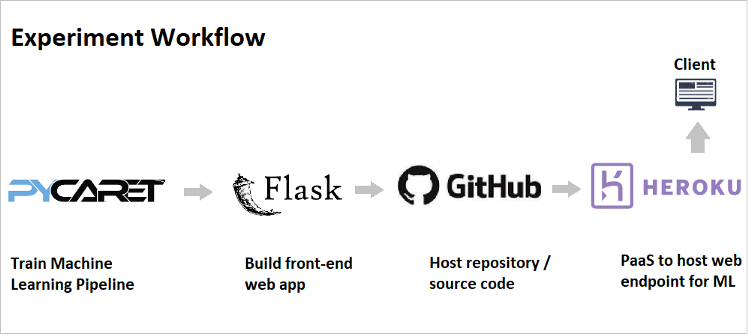 Experiment Workflow
Client
PYCARET
Flask
GitHub
HEROKU
Train Machine
Learning Pipeline
Build front-end
web app
Host repository /
source code
PaaS to host web
endpoint for ML